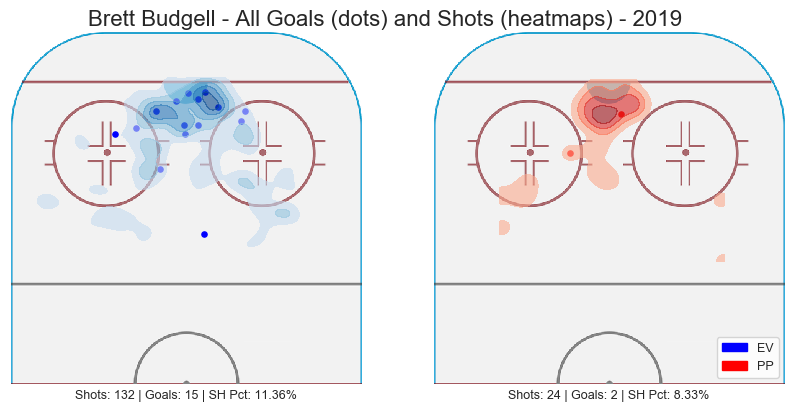 Brett Budgell - All Goals (dots) and Shots (heatmaps) - 2019
EV
PP
Shots: 132 | Goals: 15 | SH Pct: 11.36%
Shots: 24 | Goals: 2 | SH Pct: 8.33%